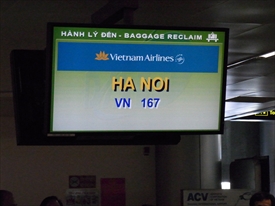 HÀNH LÝ ĐẾN - BAGGAGE RECLAIM
Vietnam Airlines
HA NOI
VN 167
ACV